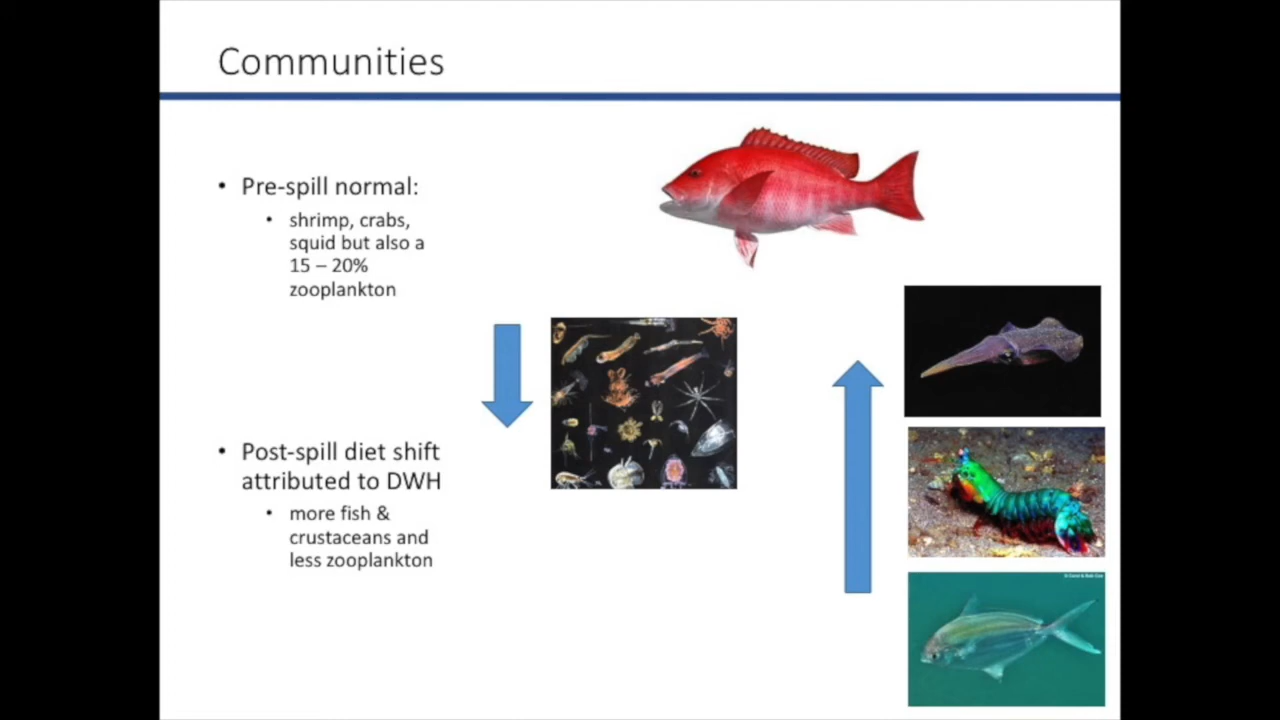 Communities
• Pre-spill normal:
• shrimp, crabs,
squid but also a
15 – 20%
zooplankton
• Post-spill diet shift
attributed to DWH
• more fish &
crustaceans and
less zooplankton